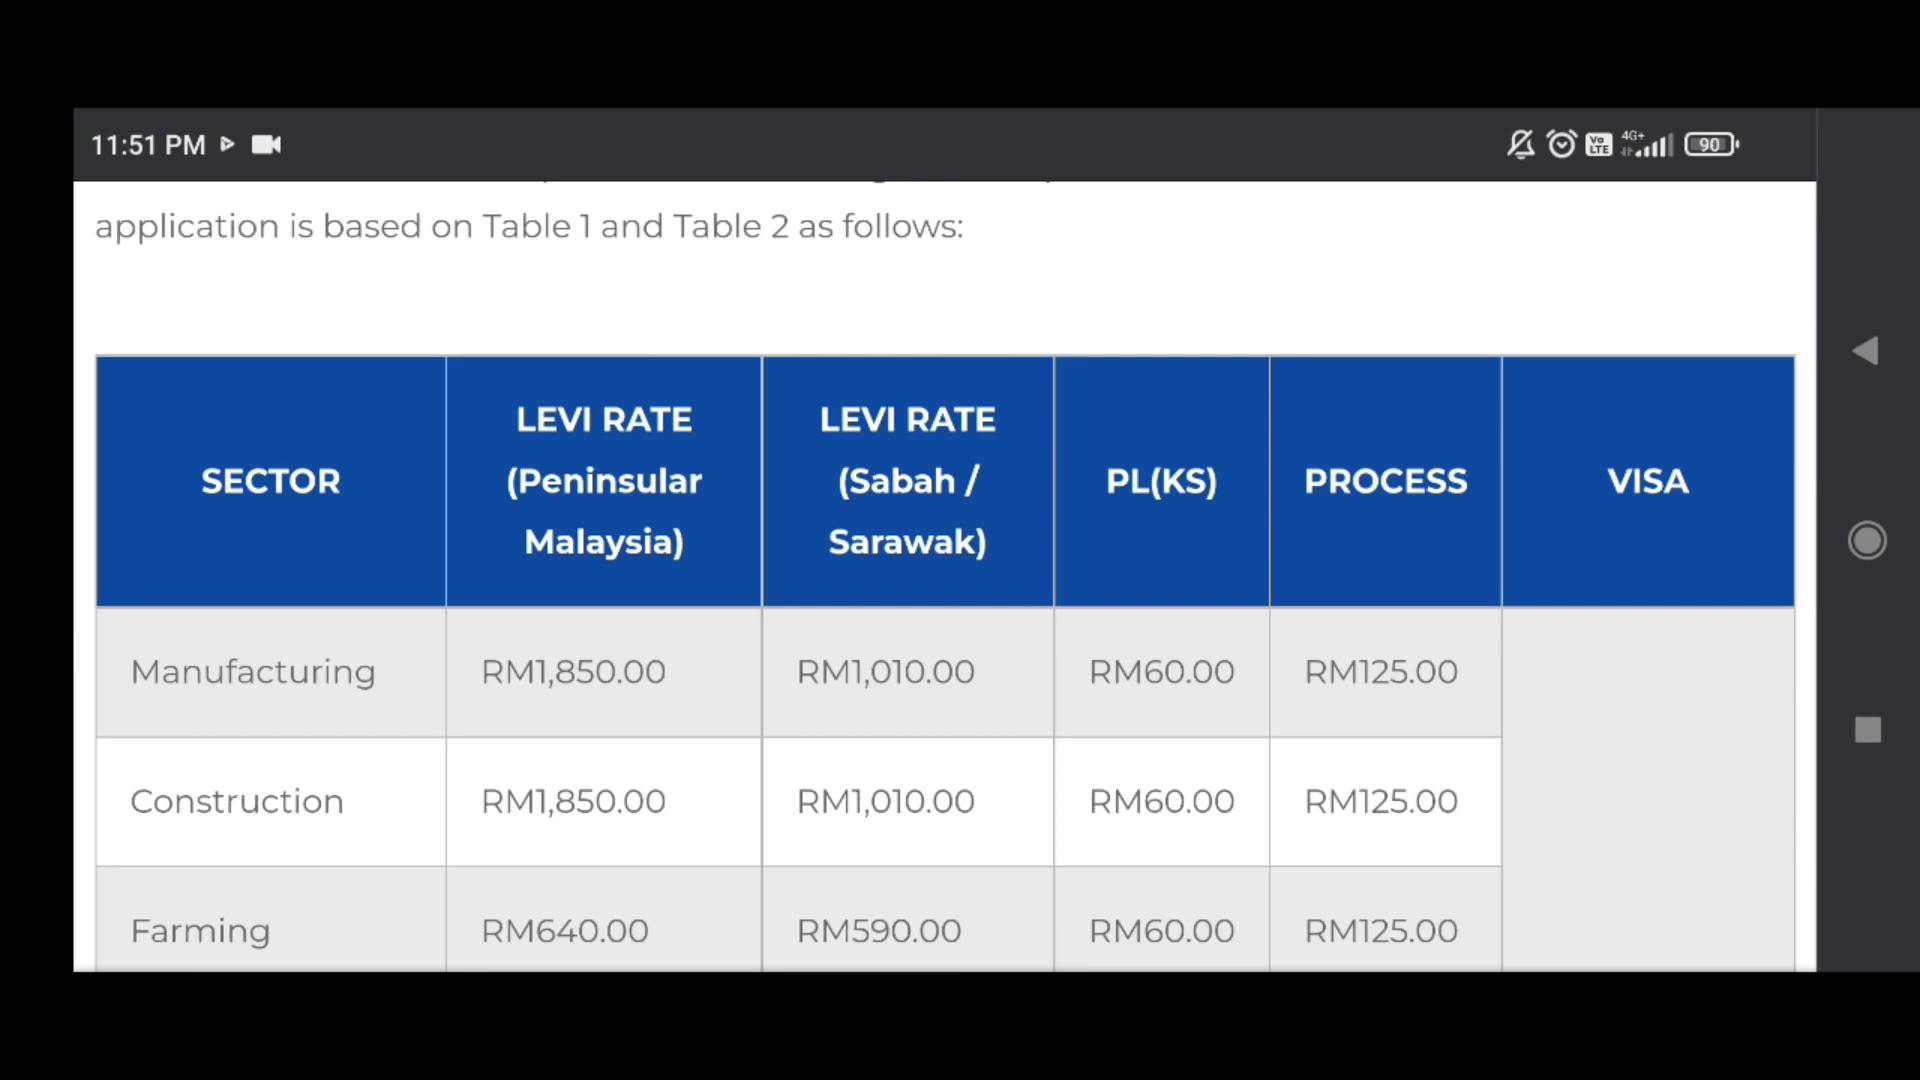 11:51 PM
4G+
Vo LTE
90
application is based on Table 1 and Table 2 as follows:
SECTOR
LEVI RATE (Peninsular Malaysia)
LEVI RATE (Sabah / Sarawak)
PL(KS)
PROCESS
VISA
Manufacturing RM1,850.00 RM1,010.00 RM60.00 RM125.00
Construction RM1,850.00 RM1,010.00 RM60.00 RM125.00
Farming RM640.00 RM590.00 RM60.00 RM125.00